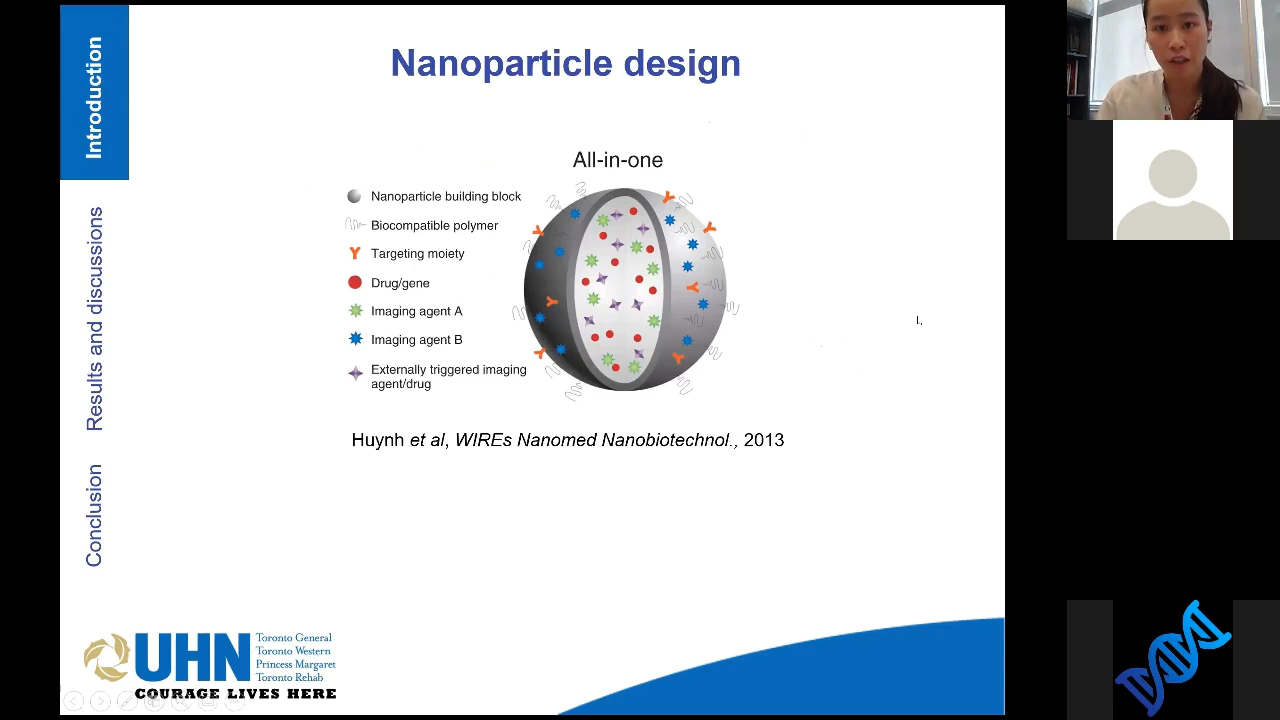 Nanoparticle design
Introduction
Results and discussions
Conclusion
All-in-one
Nanoparticle building block
Biocompatible polymer
Targeting moiety
Drug/gene
Imaging agent A
Imaging agent B
Externally triggered imaging
agent/drug
Huynh et al, WIREs Nanomed Nanobiotechnol., 2013
UHN
Toronto General
Toronto Western
Princess Margaret
Toronto Rehab
COURAGE LIVES HERE